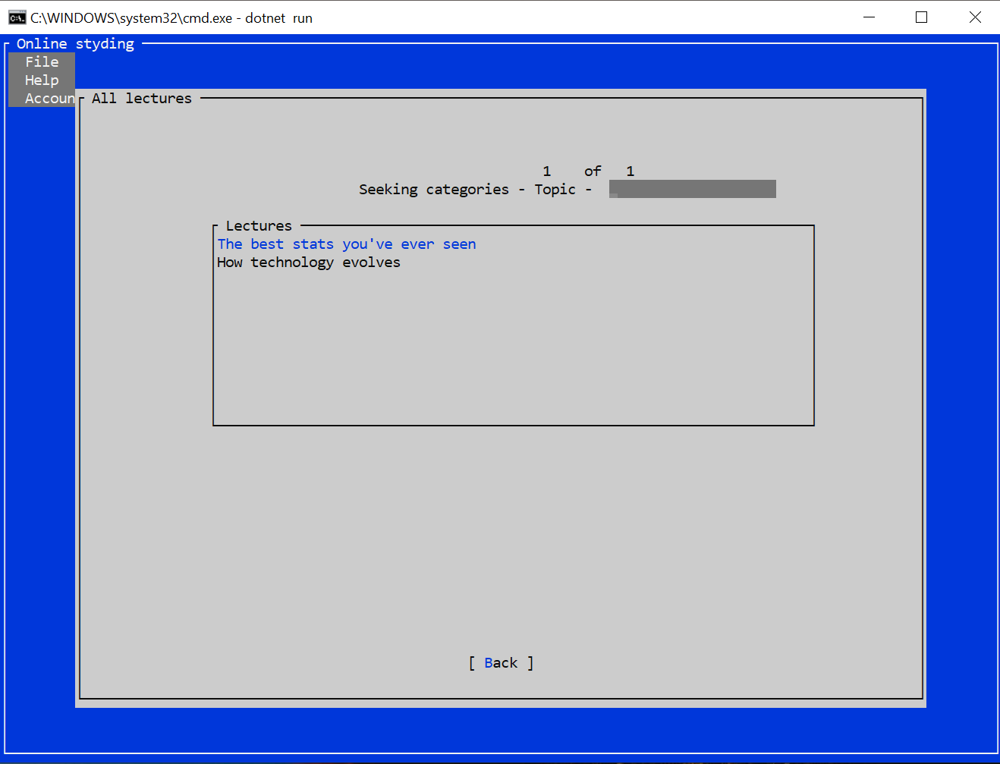 C:\WINDOWS\system32\cmd.exe - dotnet run
Online styding
File
Help
Accoun
All lectures
1 of 1
Seeking categories - Topic -
Lectures
The best stats you've ever seen
How technology evolves
[ Back ]